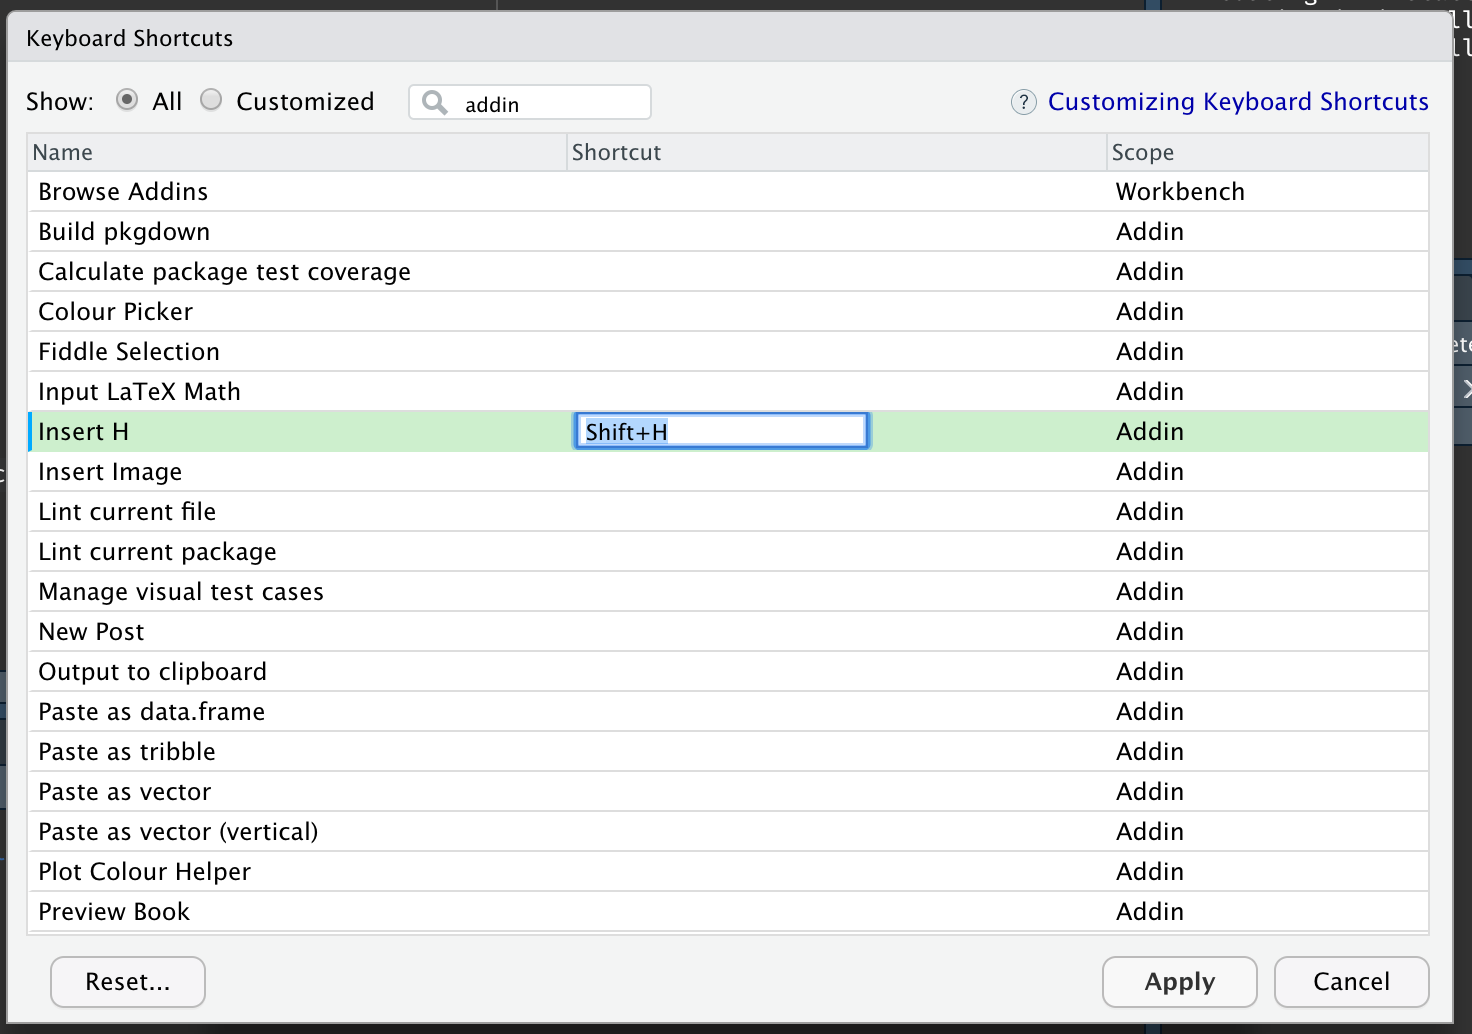 Keyboard Shortcuts
Show: All Customized addin ? Customizing Keyboard Shortcuts
Name Shortcut Scope
Browse Addins Workbench
Build pkgdown Addin
Calculate package test coverage Addin
Colour Picker Addin
Fiddle Selection Addin
Input LaTeX Math Addin
Insert H Shift+H Addin
Insert Image Addin
Lint current file Addin
Lint current package Addin
Manage visual test cases Addin
New Post Addin
Output to clipboard Addin
Paste as data.frame Addin
Paste as tribble Addin
Paste as vector Addin
Paste as vector (vertical) Addin
Plot Colour Helper Addin
Preview Book Addin
Reset... Apply Cancel